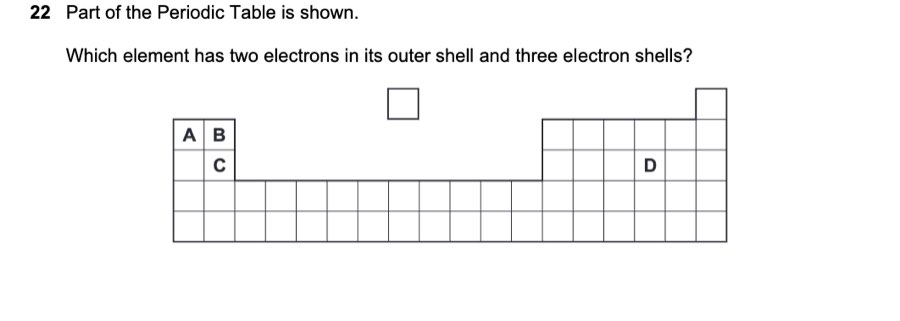 22 Part of the Periodic Table is shown.
Which element has two electrons in its outer shell and three electron shells?
A B
C D